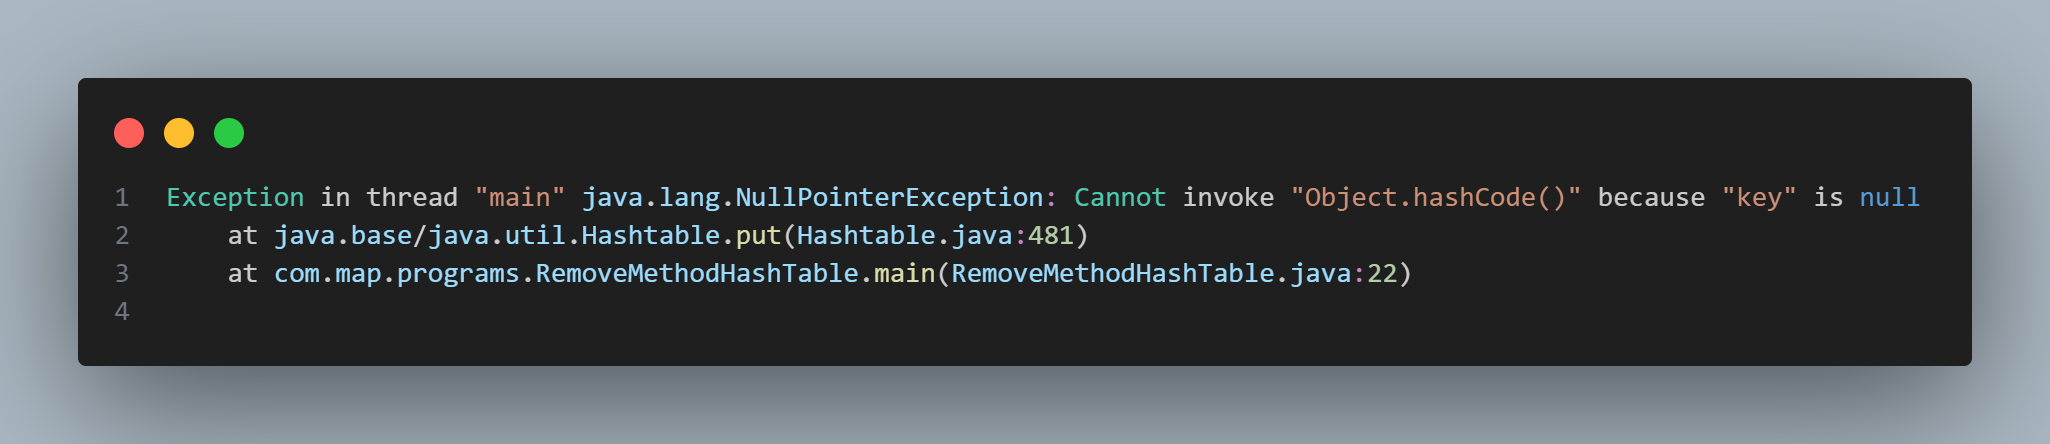 1 Exception in thread "main" java.lang.NullPointerException: Cannot invoke "Object.hashCode()" because "key" is null
2 at java.base/java.util.Hashtable.put(Hashtable.java:481)
3 at com.map.programs.RemoveMethodHashTable.main(RemoveMethodHashTable.java:22)
4